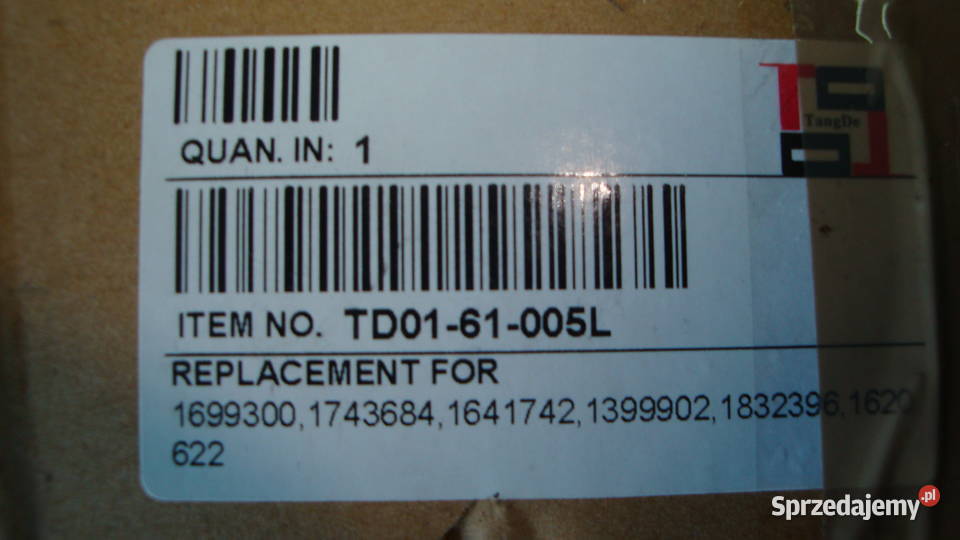 TangDe
QUAN. IN: 1
ITEM NO. TD01-61-005L
REPLACEMENT FOR
1699300,1743684,1641742,1399902,1832396,1620
622
Sprzedajemy.pl